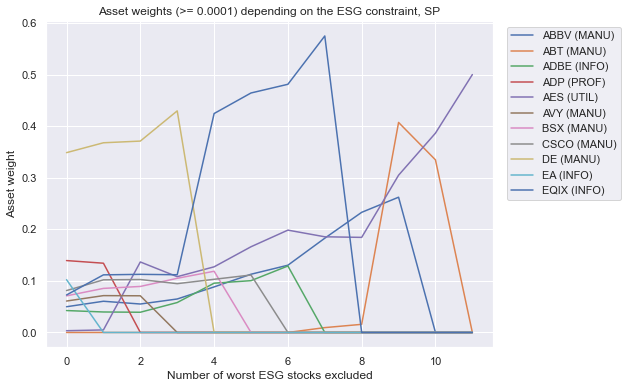 Asset weights (>= 0.0001) depending on the ESG constraint, SP
0.6
0.5
0.4
0.3
0.2
0.1
0.0
Asset weight
0 2 4 6 8 10
Number of worst ESG stocks excluded
ABBV (MANU)
ABT (MANU)
ADBE (INFO)
ADP (PROF)
AES (UTIL)
AVY (MANU)
BSX (MANU)
CSCO (MANU)
DE (MANU)
EA (INFO)
EQIX (INFO)